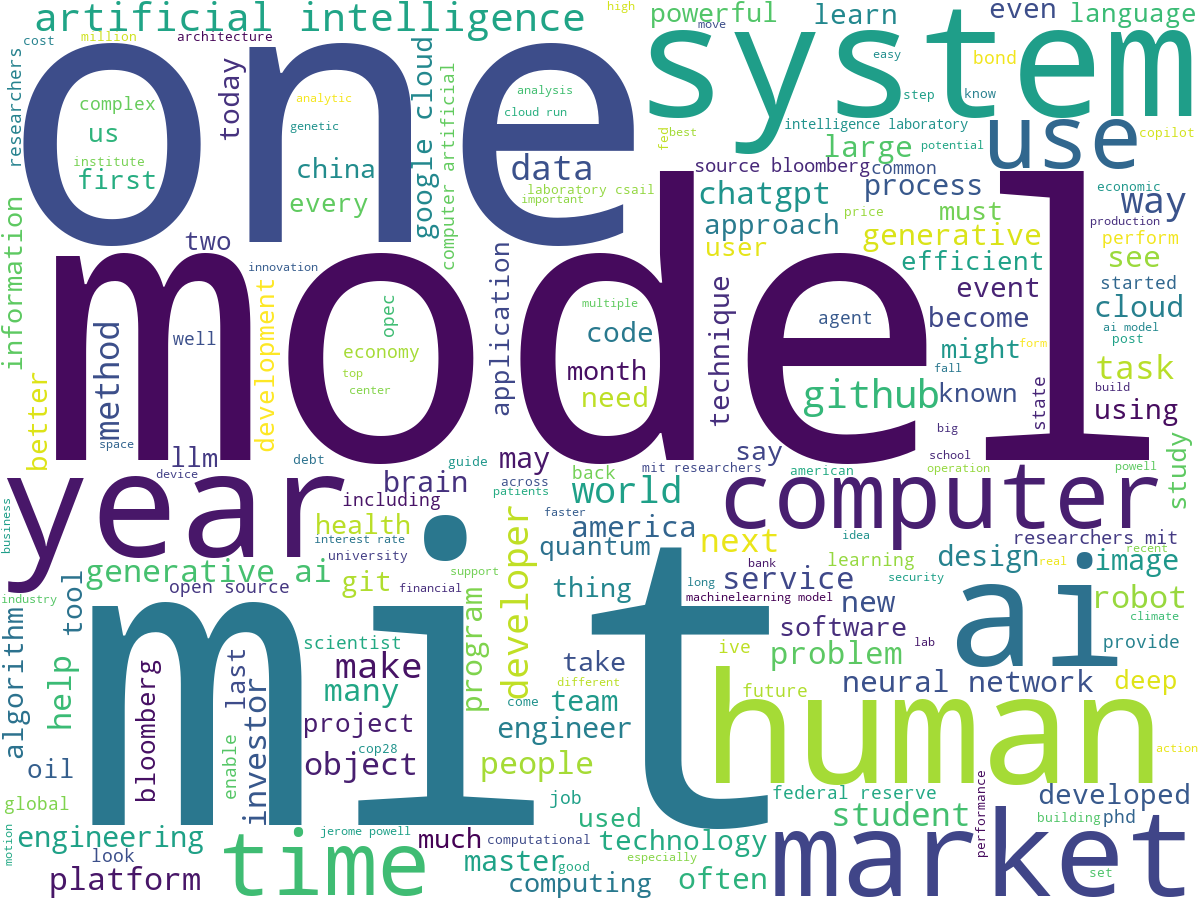 artificial intelligence
one
system
model
mit
year
computer
human
ai
market
time
use
high
powerful
learn
even
language
cost
million
architecture
move
easy
bond
researchers
complex
us
institute
first
today
analytic
genetic
china
every
google cloud
computer artificial
analysis
cloud run
data
laboratory csail
important
fed
best
step
know
intelligence laboratory
copilot
large
potential
source bloomberg
common
economic
chatgpt
process
way
price
must
production
approach
generative
perform
user
efficient
see
information
two
innovation
development
event
started
cloud
multiple
agent
become
ai model
post
code
might
form
well
opec
economy
application
technique
month
fall
task
top
center
need
github
known
build
using
better
method
state
space
big
llm
debt
guide
may
back
mit researchers
say
school
american
operation
powell
study
device
brain
across
patients
world
including
business
health
faster
america
idea
researchers mit
interest rate
quantum
next
recent
university
learning
design
real
image
generative ai
git
support
bank
service
security
industry
open source
financial
thing
long
machinelearning model
new
robot
tool
developer
program
software
lab
climate
provide
algorithm
scientist
ive
problem
help
bloomberg
last
make
take
neural network
deep
investor
many
different
future
project
come
team
engineer
enable
cop28
action
oil
object
people
performance
global
job
federal reserve
developed
motion
engineering
jerome powell
used
student
building
phd
much
computational
technology
look
master
good
especially
platform
computing
often
set